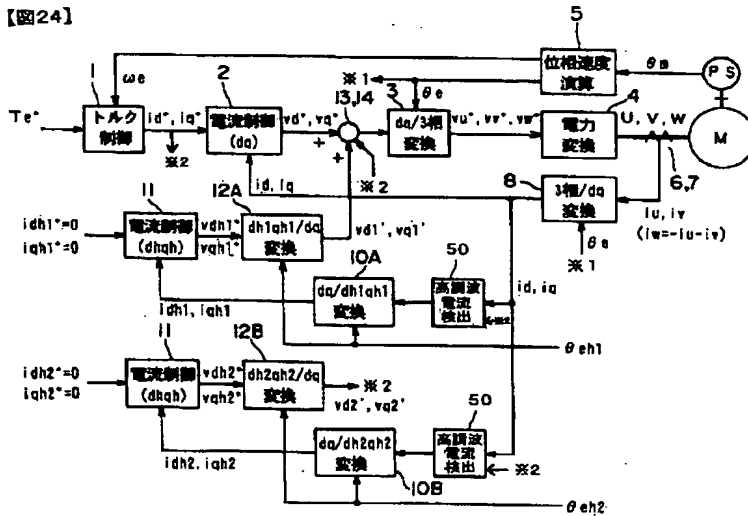 【図24】
5
位相速度
演算
θm
PS
※1
ωe
θe
1
トルク
制御
Te*
id*, iq*
※2
2
電流制御
(dq)
vd*, vq*
13,14
+
+
※2
3
dq/3相
変換
vu*, vv*, vw*
4
電力
変換
U, V, W
M
6,7
id, iq
8
3相/dq
変換
iu, iv
(iw=-iu-iv)
θe
※1
idh1*=0
iqh1*=0
11
電流制御
(dhqh)
vdh1*
vqh1*
12A
dh1qh1/dq
変換
vd1', vq1'
10A
dq/dh1qh1
変換
idh1, iqh1
50
高調波
電流
検出
※2
id, iq
θeh1
idh2*=0
iqh2*=0
11
電流制御
(dhqh)
vdh2*
vqh2*
12B
dh2qh2/dq
変換
※2
vd2', vq2'
idh2, iqh2
dq/dh2qh2
変換
10B
50
高調波
電流
検出
※2
θeh2